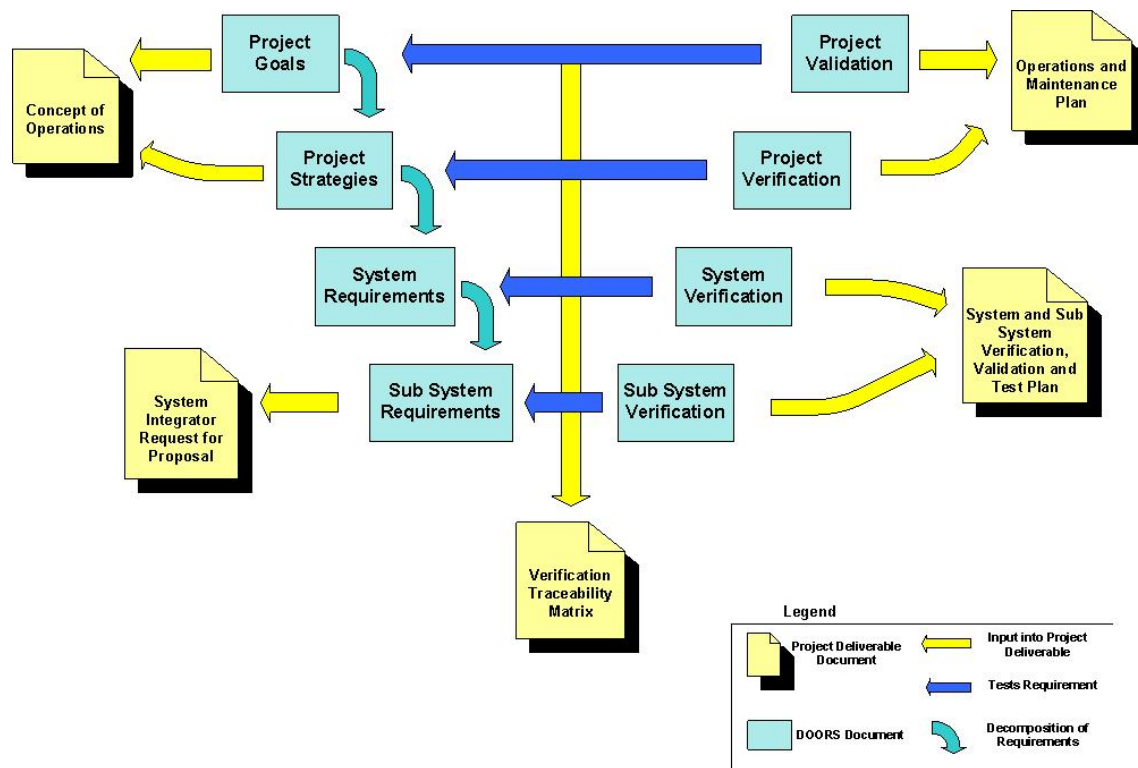 Project
Goals
Project
Validation
Concept of
Operations
Operations and
Maintenance
Plan
Project
Strategies
Project
Verification
System
Requirements
System
Verification
System and Sub
System
Verification,
Validation and
Test Plan
System
Integrator
Request for
Proposal
Sub System
Requirements
Sub System
Verification
Verification
Traceability
Matrix
Legend
Project Deliverable
Document
Input into Project
Deliverable
Tests Requirement
DOORS Document
Decomposition of
Requirements